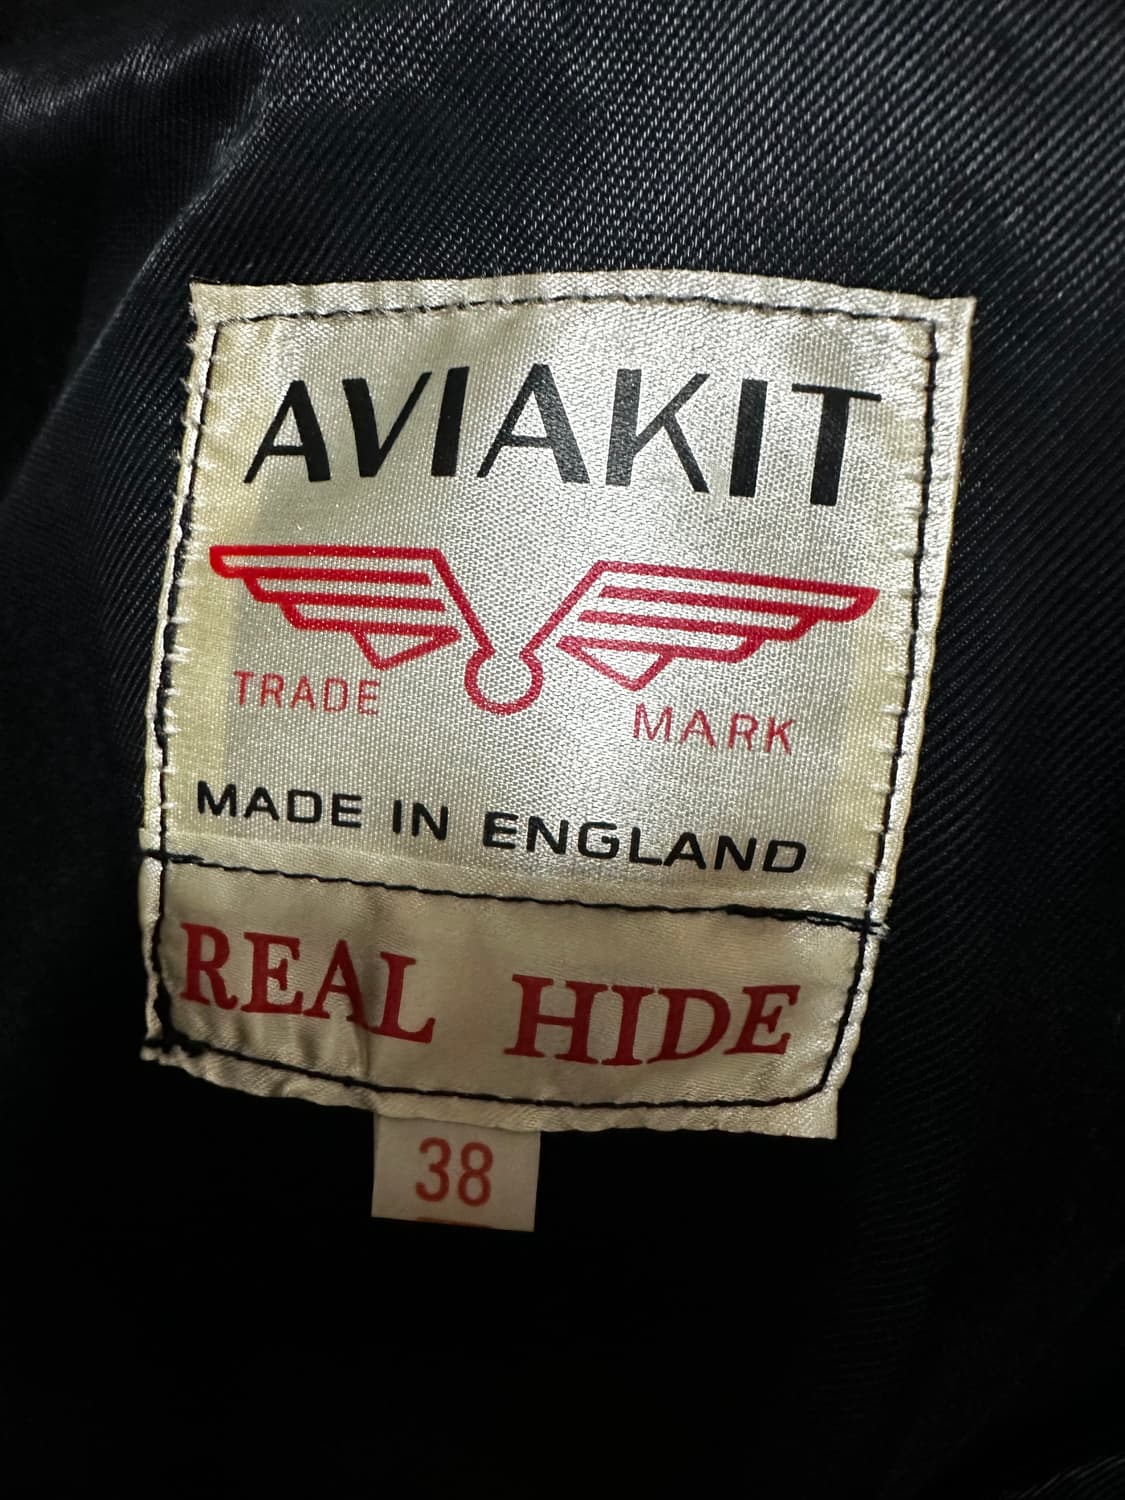 AVIAKIT
TRADE MARK
MADE IN ENGLAND
REAL HIDE
38